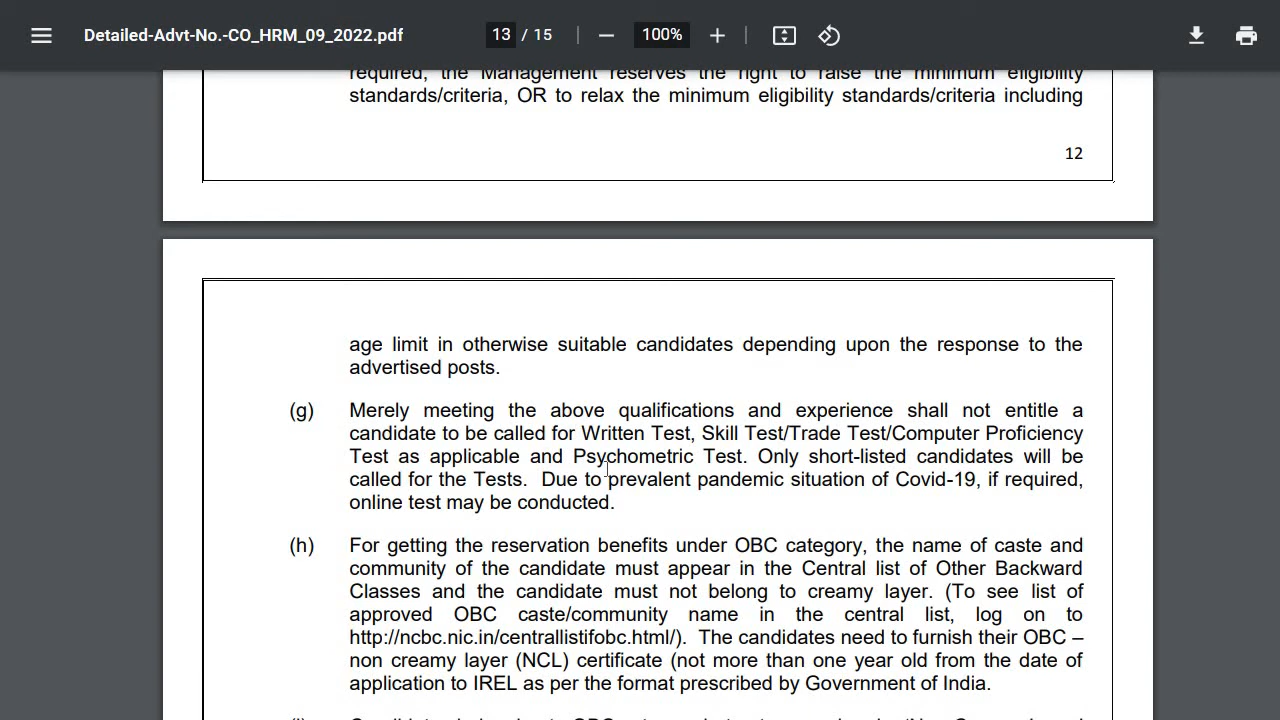 Detailed-Advt-No.-CO_HRM_09_2022.pdf 13 / 15 100%
required, the Management reserves the right to raise the minimum eligibility
standards/criteria, OR to relax the minimum eligibility standards/criteria including
12
age limit in otherwise suitable candidates depending upon the response to the
advertised posts.
(g) Merely meeting the above qualifications and experience shall not entitle a
candidate to be called for Written Test, Skill Test/Trade Test/Computer Proficiency
Test as applicable and Psychometric Test. Only short-listed candidates will be
called for the Tests. Due to prevalent pandemic situation of Covid-19, if required,
online test may be conducted.
(h) For getting the reservation benefits under OBC category, the name of caste and
community of the candidate must appear in the Central list of Other Backward
Classes and the candidate must not belong to creamy layer. (To see list of
approved OBC caste/community name in the central list, log on to
http://ncbc.nic.in/centrallistifobc.html/). The candidates need to furnish their OBC –
non creamy layer (NCL) certificate (not more than one year old from the date of
application to IREL as per the format prescribed by Government of India.